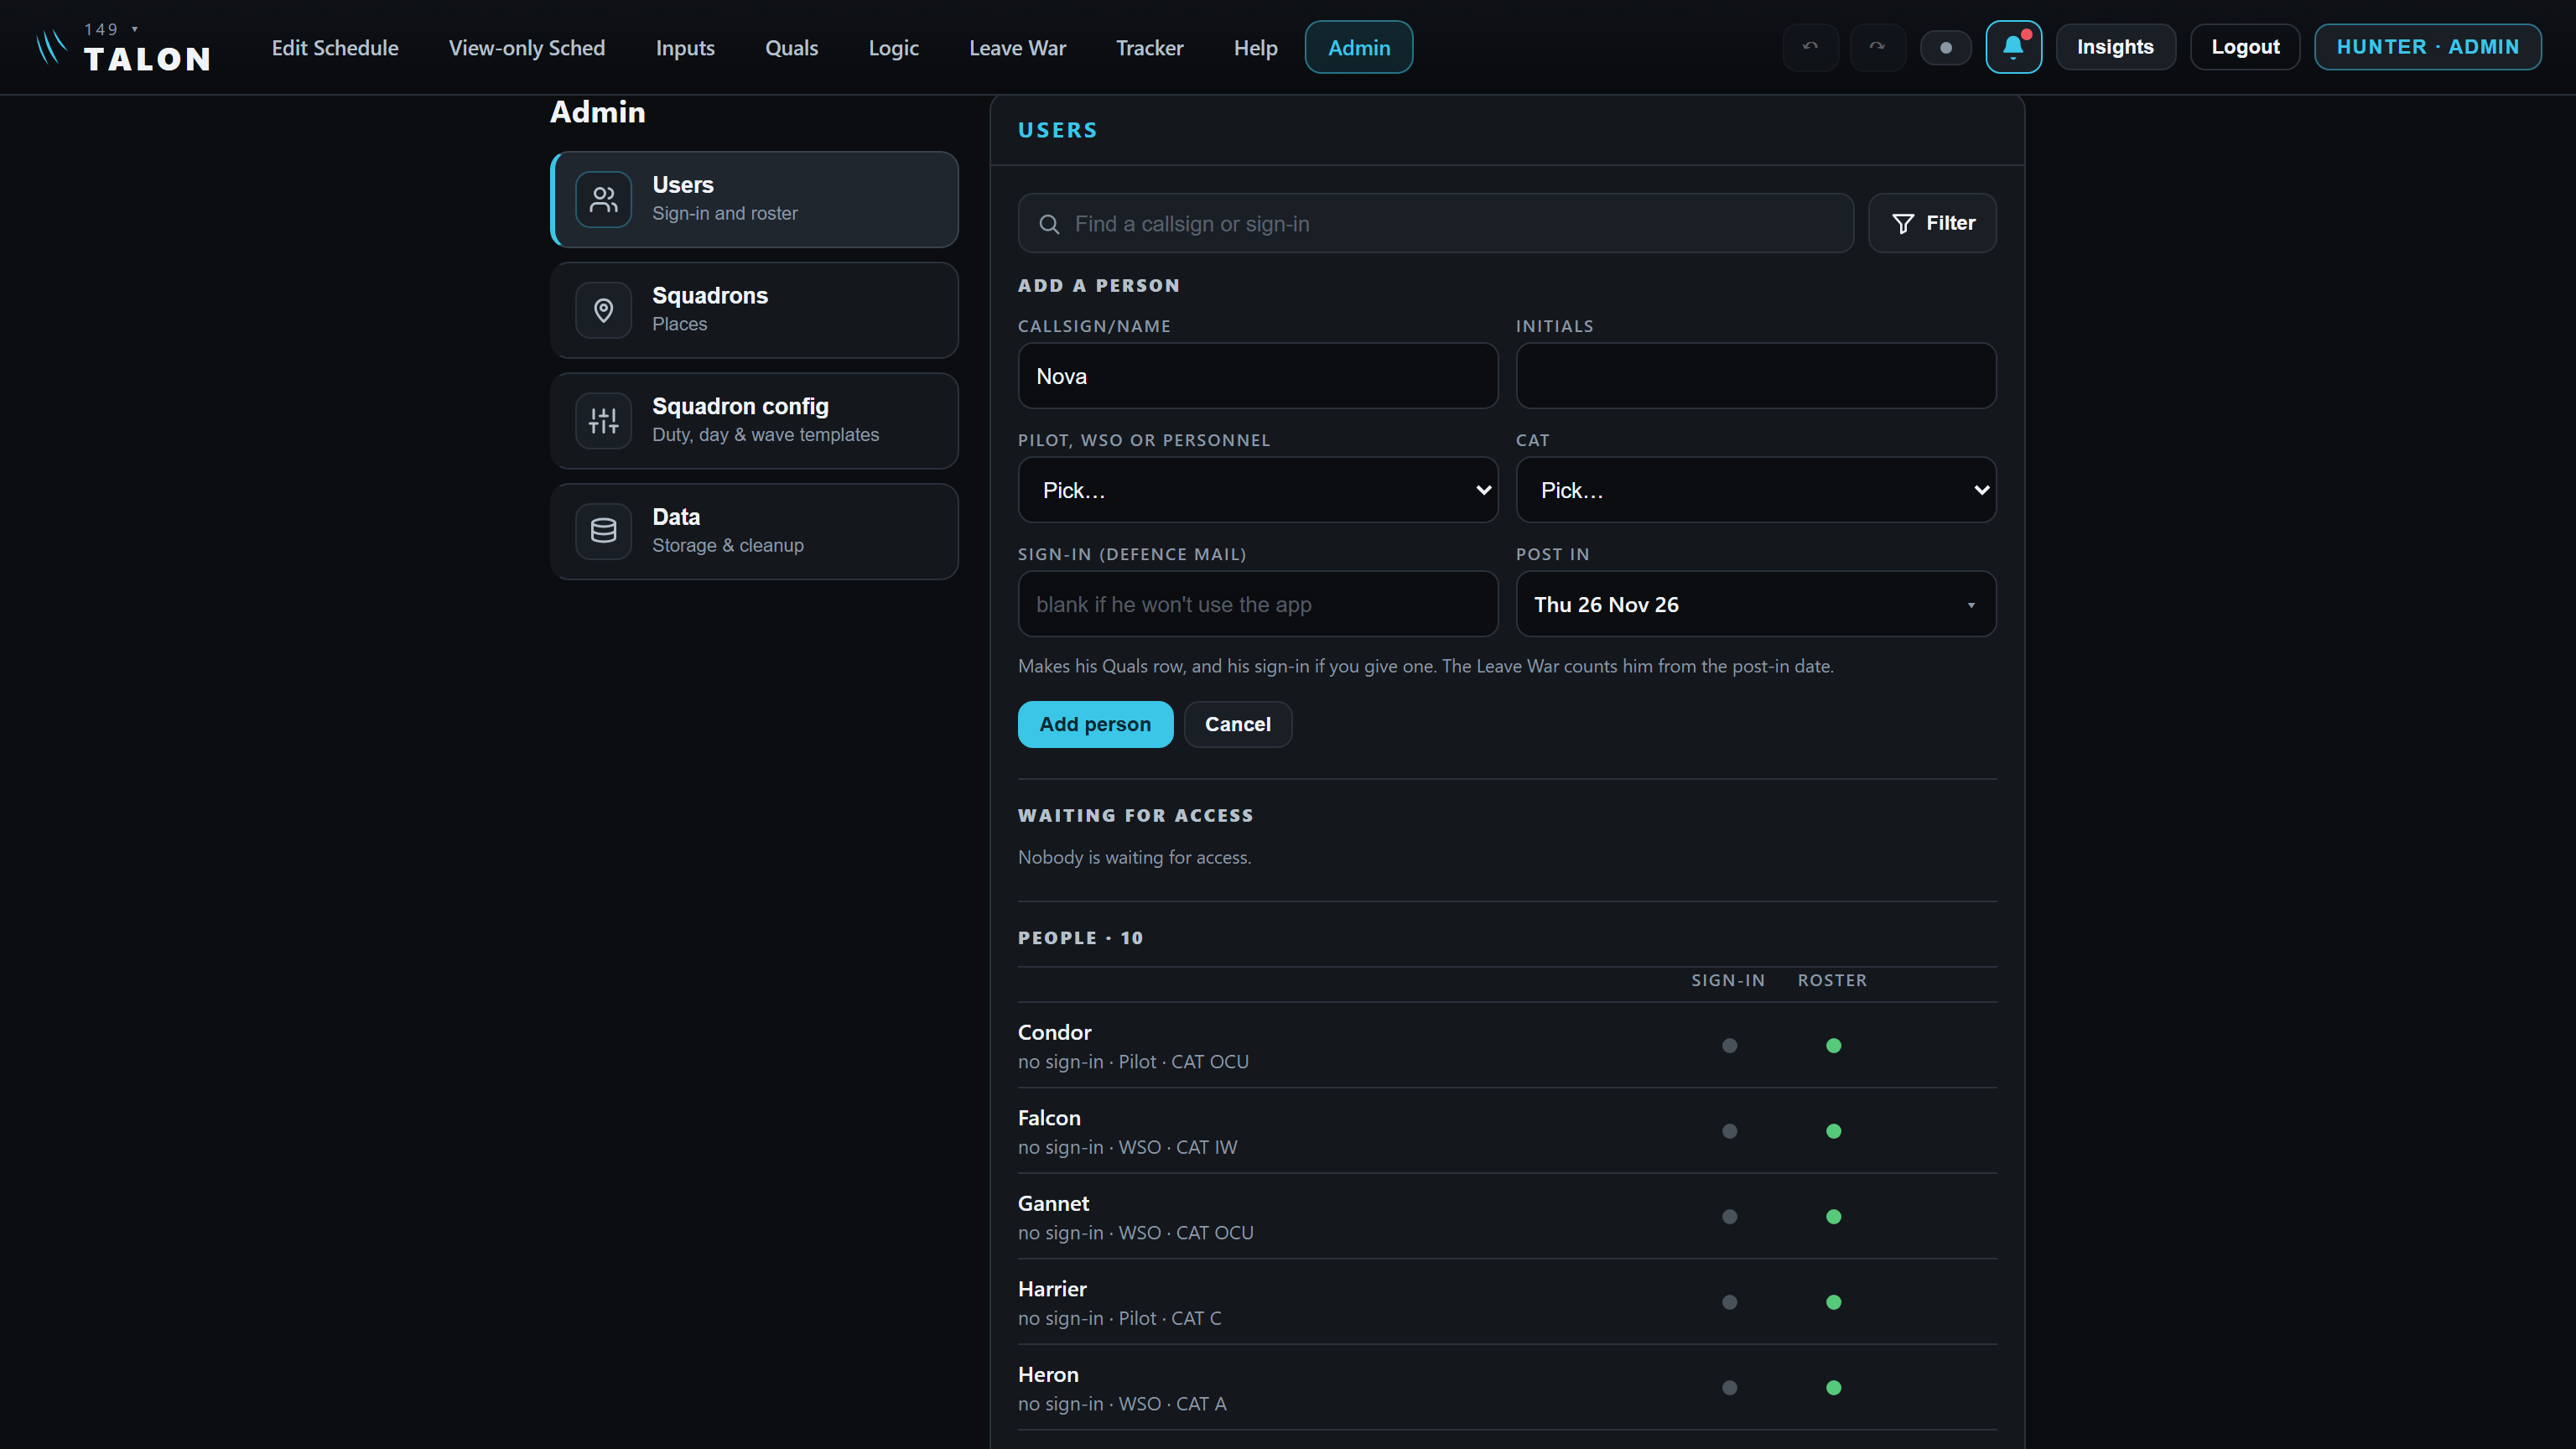 149 ▾
TALON
Edit Schedule
View-only Sched
Inputs
Quals
Logic
Leave War
Tracker
Help
Admin
Insights
Logout
HUNTER · ADMIN
Admin
Users
Sign-in and roster
Squadrons
Places
Squadron config
Duty, day & wave templates
Data
Storage & cleanup
USERS
Find a callsign or sign-in
Filter
ADD A PERSON
CALLSIGN/NAME
INITIALS
Nova
PILOT, WSO OR PERSONNEL
CAT
Pick…
Pick…
SIGN-IN (DEFENCE MAIL)
POST IN
blank if he won't use the app
Thu 26 Nov 26
Makes his Quals row, and his sign-in if you give one. The Leave War counts him from the post-in date.
Add person
Cancel
WAITING FOR ACCESS
Nobody is waiting for access.
PEOPLE · 10
SIGN-IN
ROSTER
Condor
no sign-in · Pilot · CAT OCU
Falcon
no sign-in · WSO · CAT IW
Gannet
no sign-in · WSO · CAT OCU
Harrier
no sign-in · Pilot · CAT C
Heron
no sign-in · WSO · CAT A